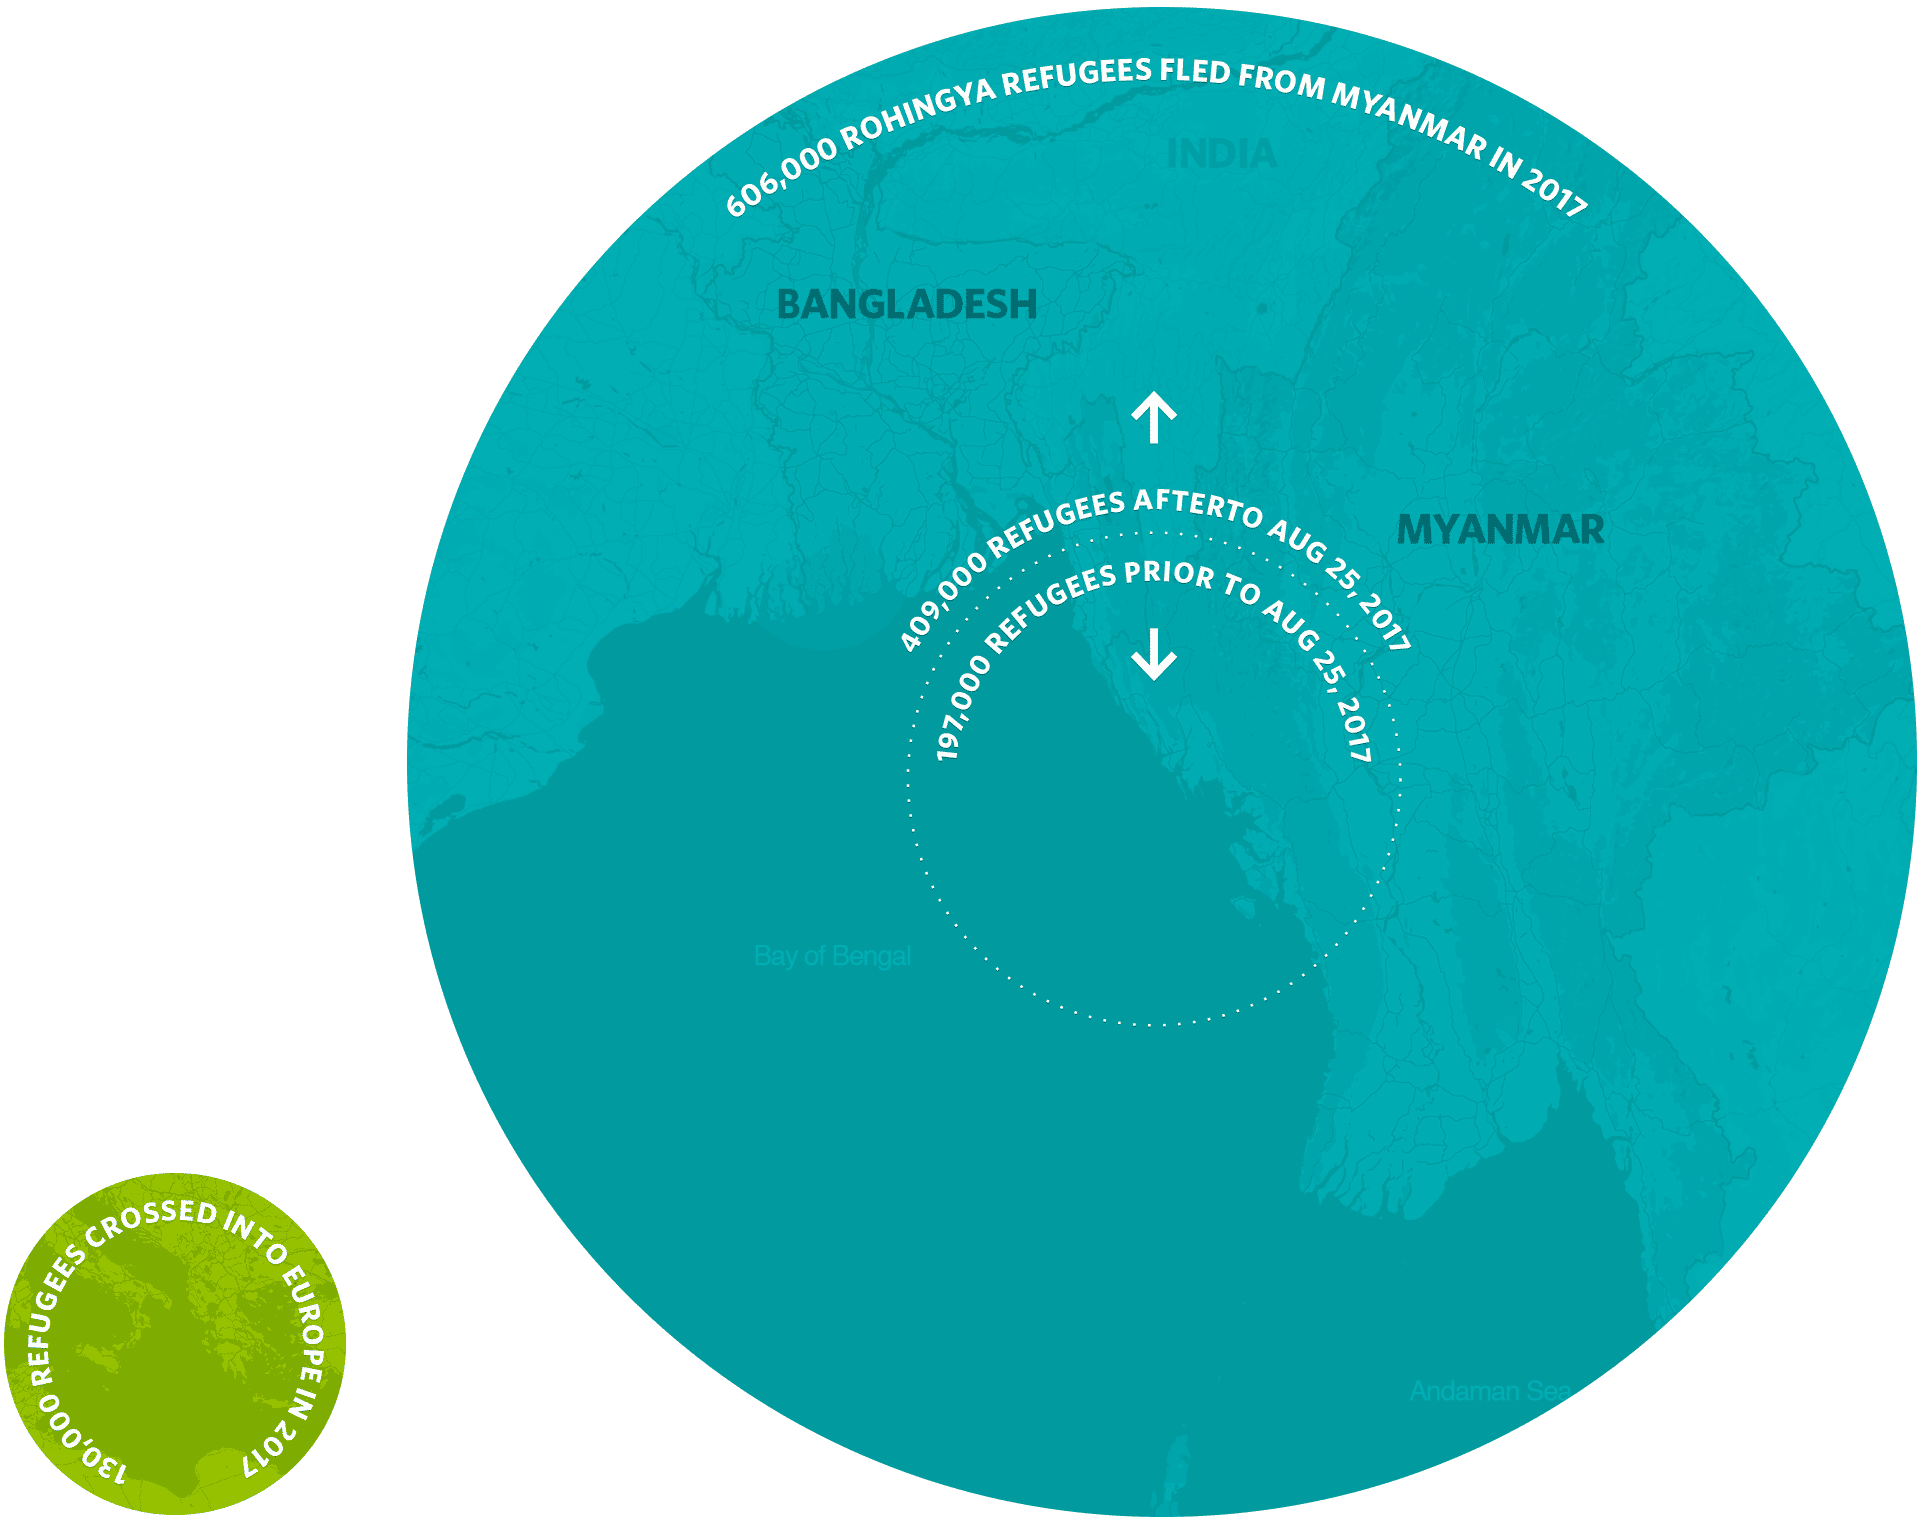 606,000 ROHINGYA REFUGEES FLED FROM MYANMAR IN 2017
INDIA
BANGLADESH
409,000 REFUGEES AFTERTO AUG 25, 2017
MYANMAR
197,000 REFUGEES PRIOR TO AUG 25, 2017
Bay of Bengal
130,000 REFUGEES CROSSED INTO EUROPE IN 2017
Andaman Sea